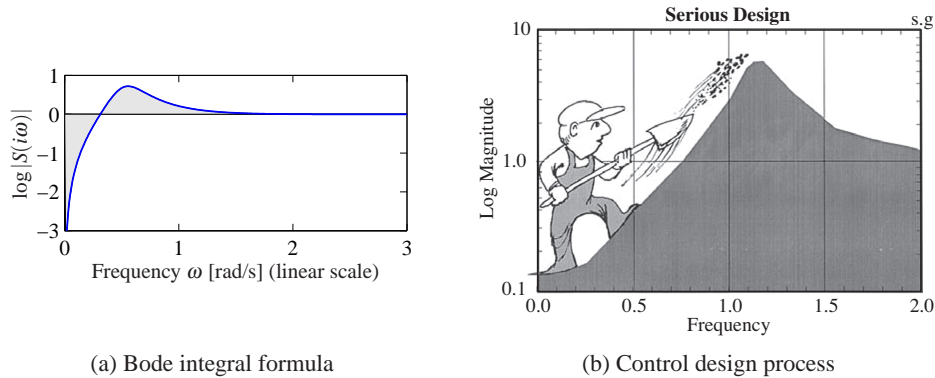 1
0
−1
−2
−3
0 1 2 3
log|S(iω)|
Frequency ω [rad/s] (linear scale)
(a) Bode integral formula
Serious Design
s.g
10
1.0
0.1
0.0 0.5 1.0 1.5 2.0
Log Magnitude
Frequency
(b) Control design process